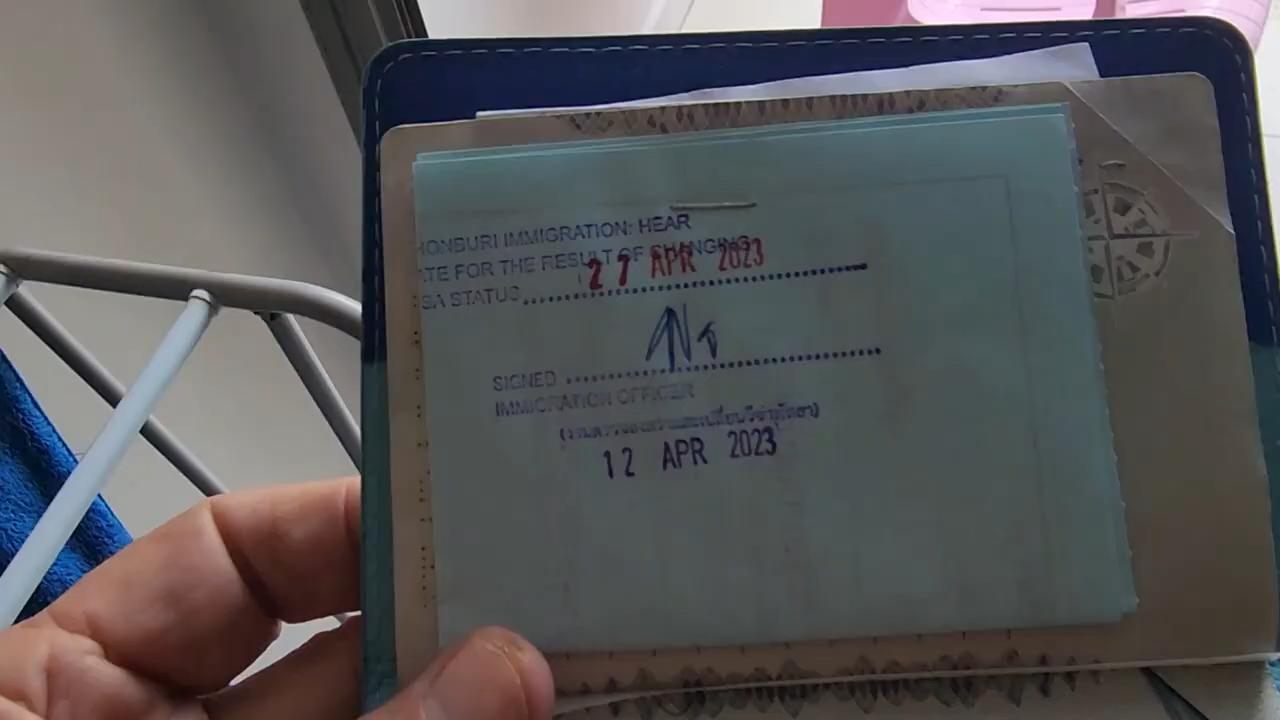 HONBURI IMMIGRATION: HEAR
TE FOR THE RESULT OF CHANGING
SA STATUS
27 APR 2023
SIGNED
IMMIGRATION OFFICER
12 APR 2023